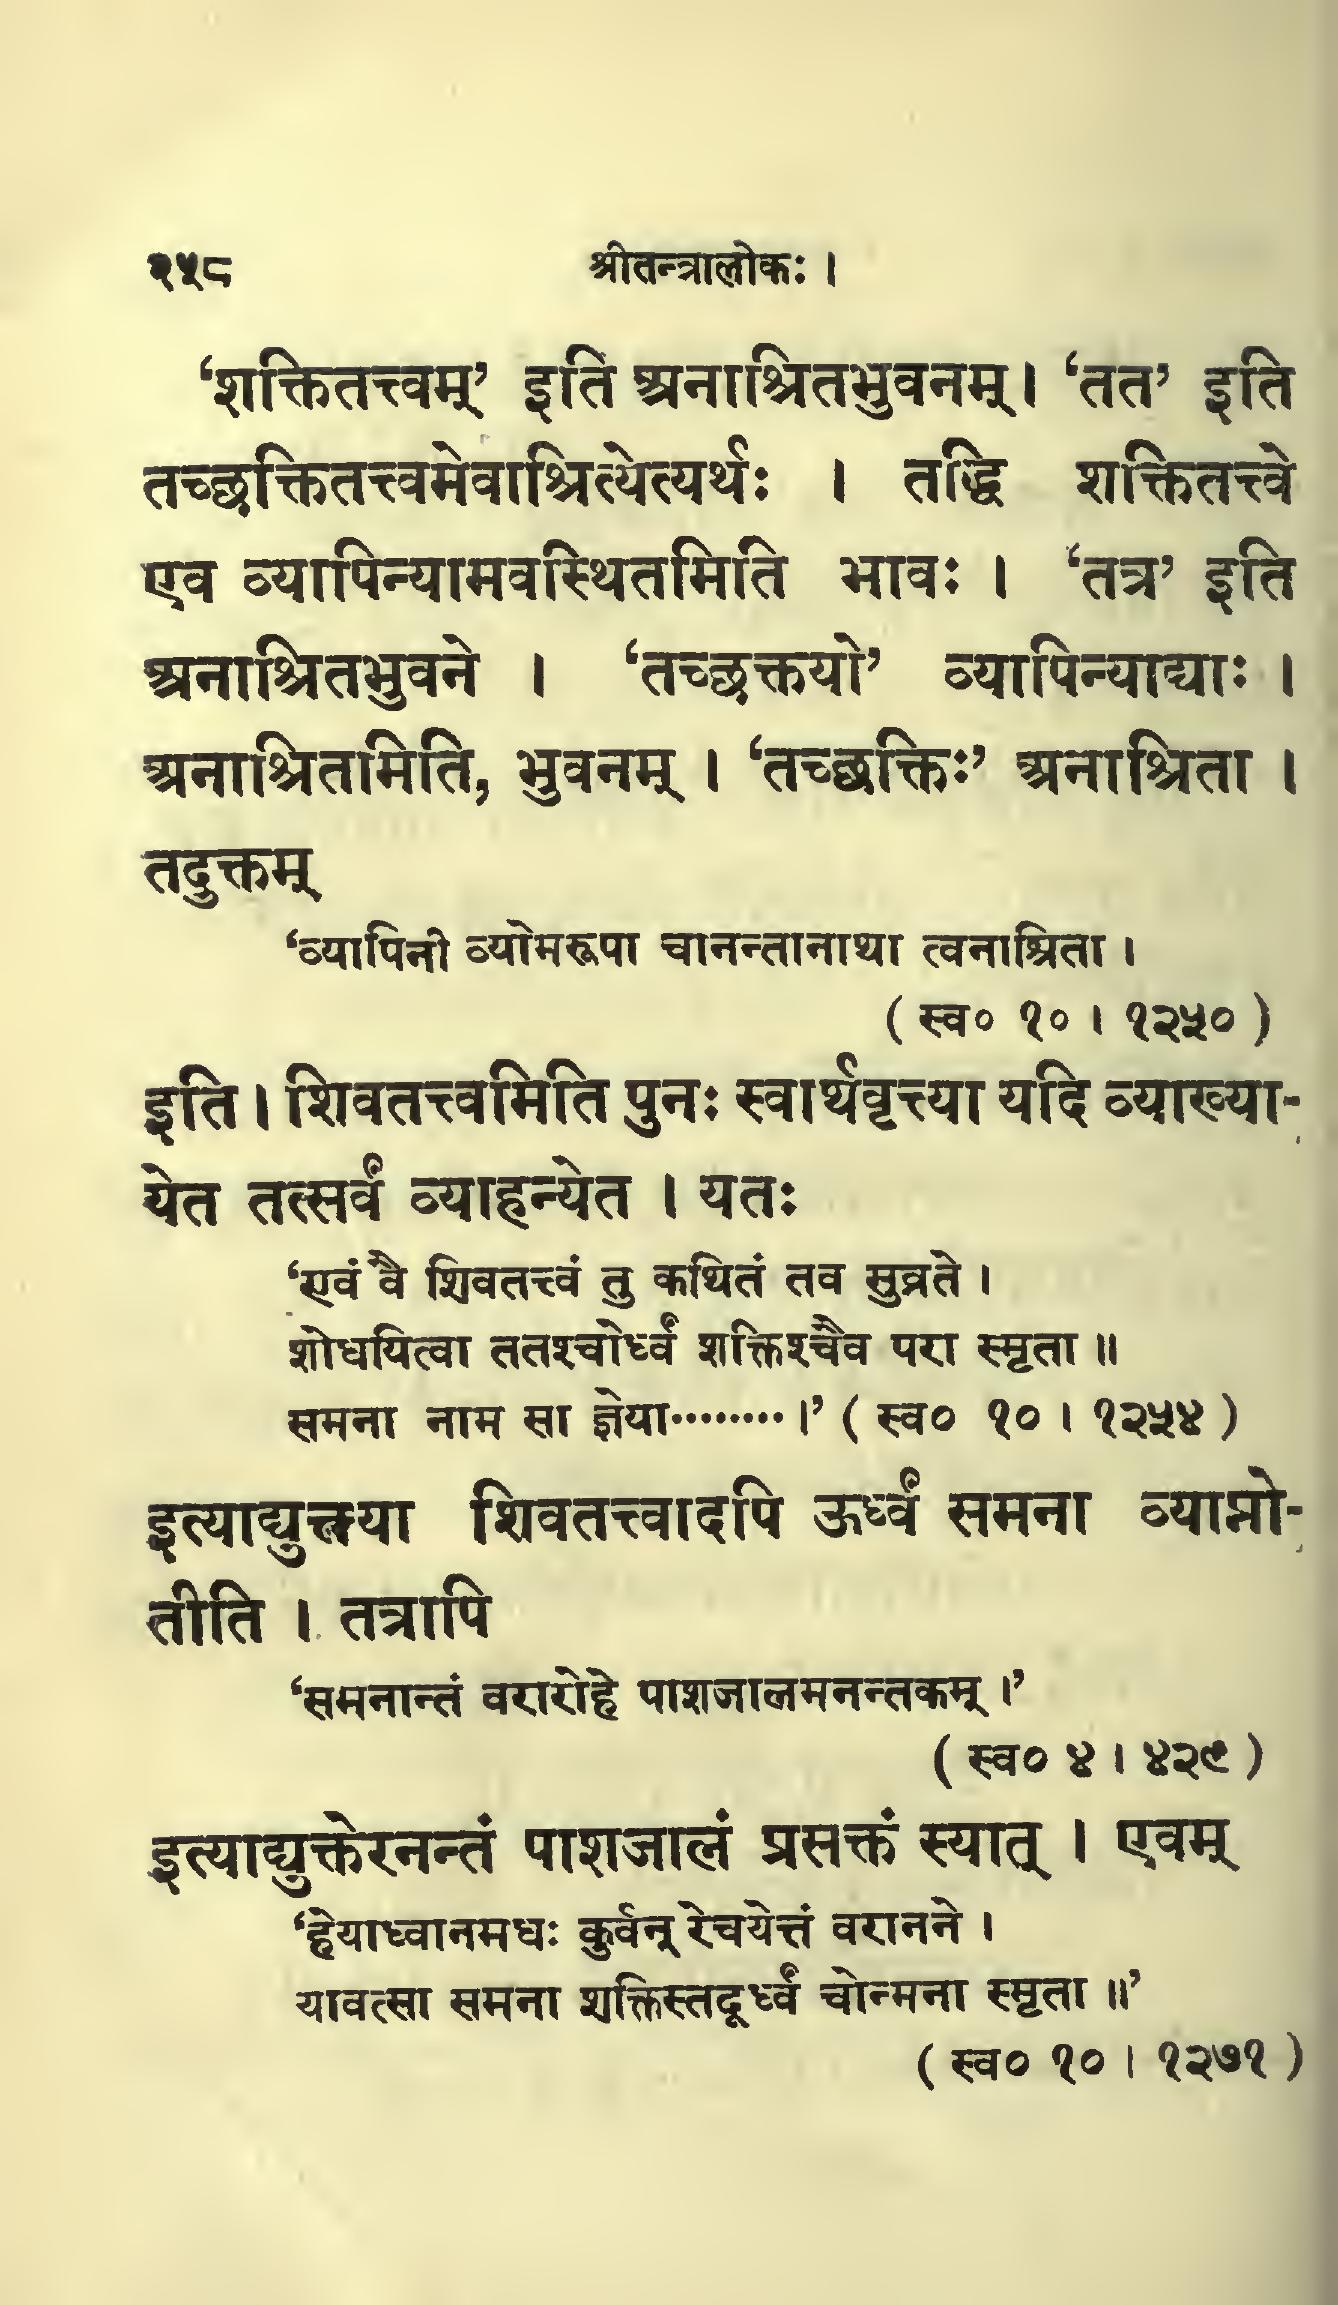 २५८ श्रीतन्त्रालोकः ।
‘शक्तितत्त्वम्’ इति अनाश्रितभुवनम् । ‘तत’ इति
तच्छक्तितत्त्वमेवाश्रित्येत्यर्थः । तद्धि शक्तितत्त्वे
एव व्यापिन्यामवस्थितमिति भावः । ‘तत्र’ इति
अनाश्रितभुवने । ‘तच्छक्तयो’ व्यापिन्याद्याः ।
अनाश्रितमिति, भुवनम् । ‘तच्छक्तिः’ अनाश्रिता ।
तदुक्तम्
‘व्यापिनी व्योमरूपा चानन्तानाथा त्वनाश्रिता ।
( स्व० १० । १२५० )
इति । शिवतत्त्वमिति पुनः स्वार्थवृत्त्या यदि व्याख्या-
येत तत्सर्वं व्याहन्येत । यतः
‘एवं वै शिवतत्त्वं तु कथितं तव सुव्रते ।
शोधयित्वा ततश्चोर्ध्वं शक्तिश्चैव परा स्मृता ॥
समना नाम सा ज्ञेया………।’ ( स्व० १० । १२५४ )
इत्याद्युक्त्या शिवतत्त्वादपि ऊर्ध्वं समना व्याप्नो-
तीति । तत्रापि
‘समनान्तं वरारोहे पाशजालमनन्तकम् ।’
( स्व० ४ । ४२९ )
इत्याद्युक्तेरनन्तं पाशजालं प्रसक्तं स्यात् । एवम्
‘हेयाध्वानमधः कुर्वन् रेचयेत्तं वरानने ।
यावत्सा समना शक्तिस्तदूर्ध्वं चोन्मना स्मृता ॥’
( स्व० १० । १२७१ )